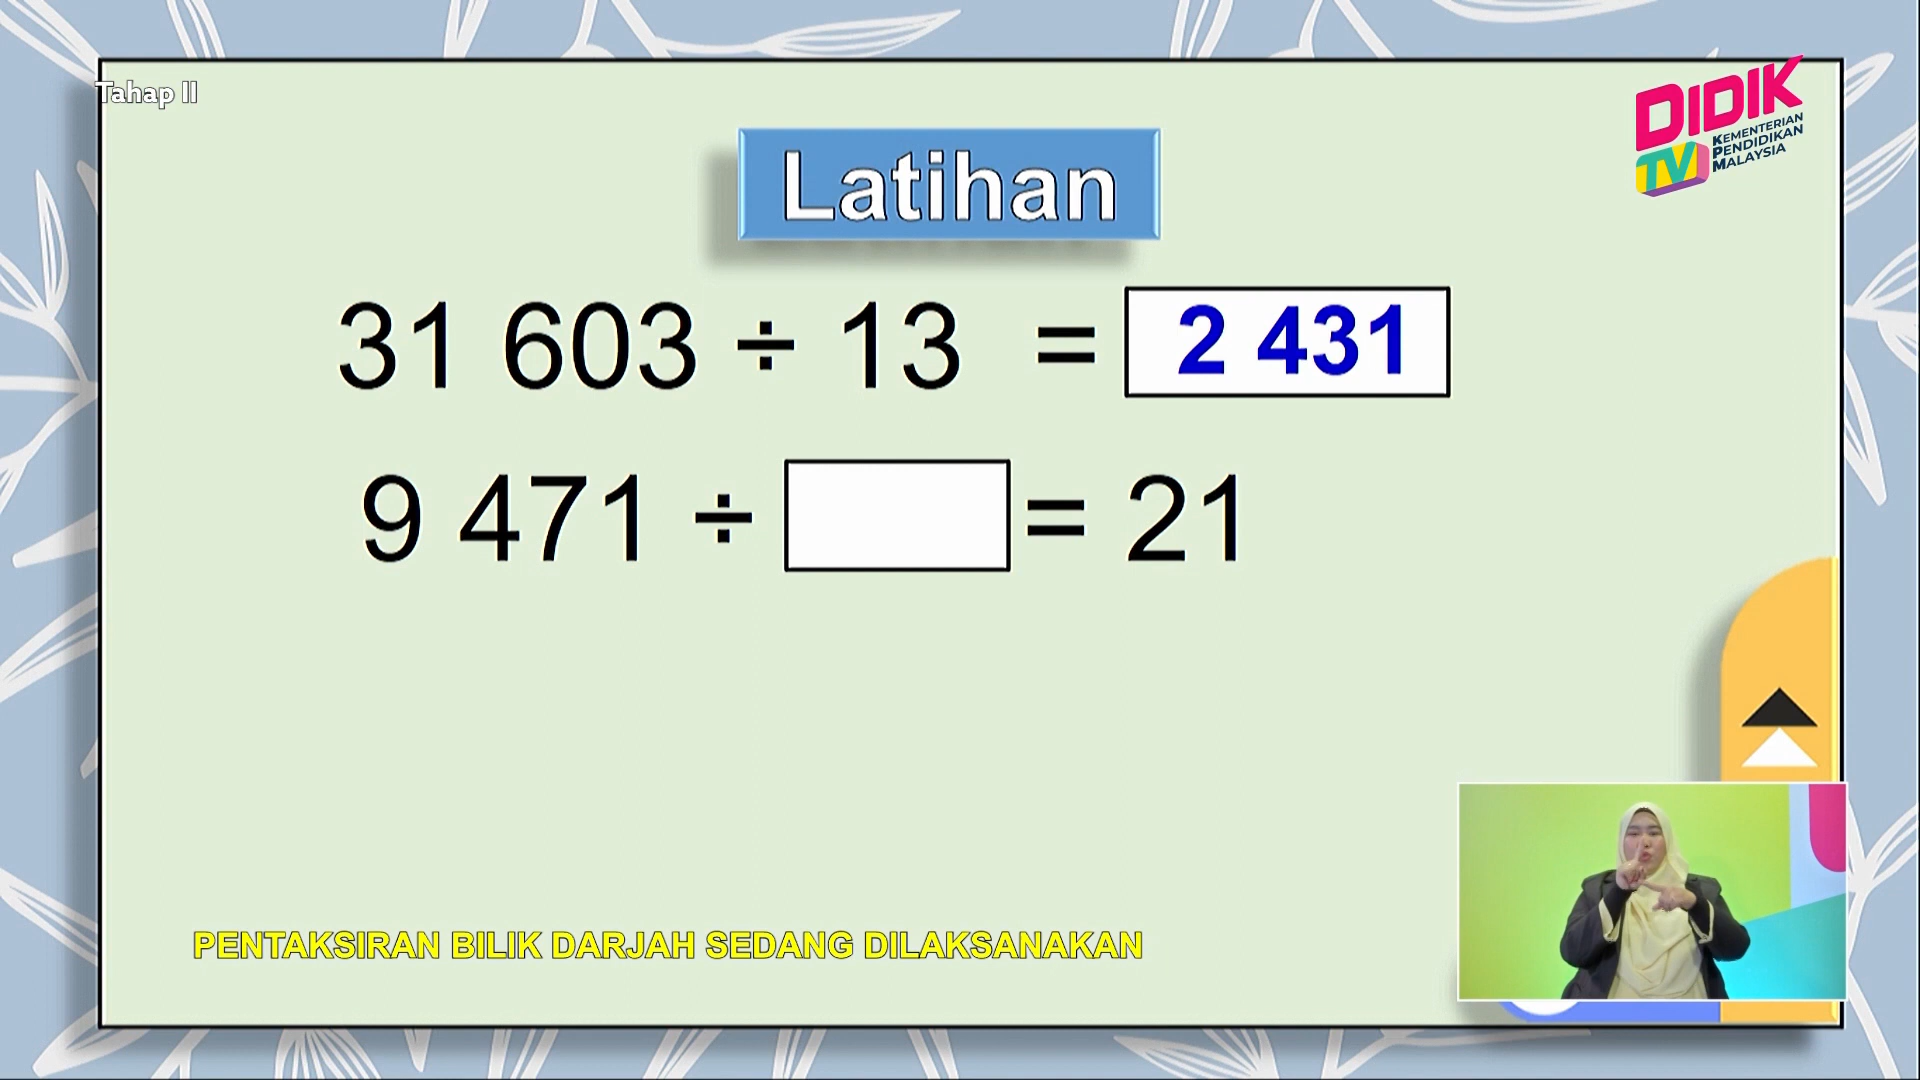 Tahap II
DIDIK
TV
KEMENTERIAN
PENDIDIKAN
MALAYSIA
Latihan
31 603 ÷ 13 = 2 431
9 471 ÷ = 21
PENTAKSIRAN BILIK DARJAH SEDANG DILAKSANAKAN